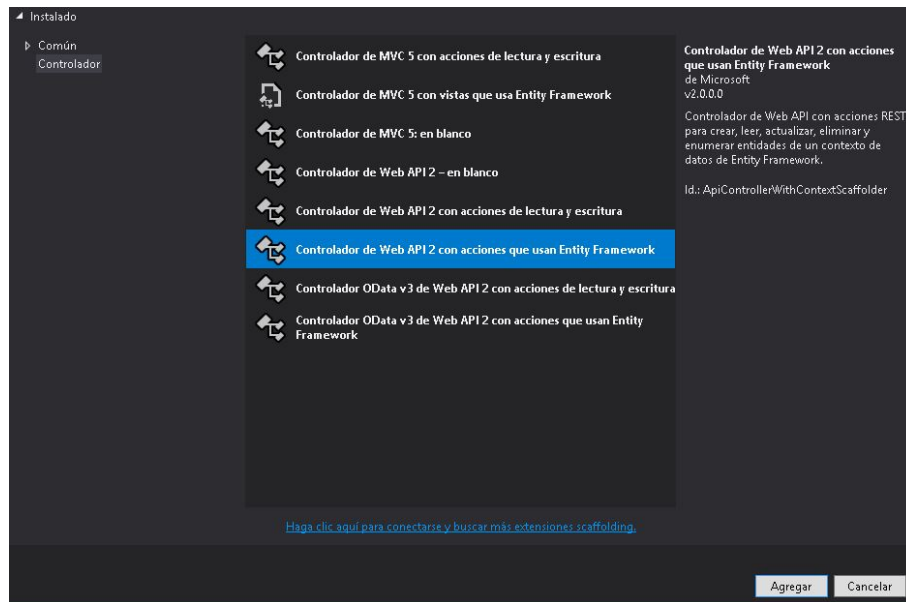 Instalado
Común
Controlador
Controlador de MVC 5 con acciones de lectura y escritura
Controlador de MVC 5 con vistas que usa Entity Framework
Controlador de MVC 5: en blanco
Controlador de Web API 2 – en blanco
Controlador de Web API 2 con acciones de lectura y escritura
Controlador de Web API 2 con acciones que usan Entity Framework
Controlador OData v3 de Web API 2 con acciones de lectura y escritura
Controlador OData v3 de Web API 2 con acciones que usan Entity
Framework
Haga clic aquí para conectarse y buscar más extensiones scaffolding.
Controlador de Web API 2 con acciones
que usan Entity Framework
de Microsoft
v2.0.0.0
Controlador de Web API con acciones REST
para crear, leer, actualizar, eliminar y
enumerar entidades de un contexto de
datos de Entity Framework.
Id.: ApiControllerWithContextScaffolder
Agregar
Cancelar